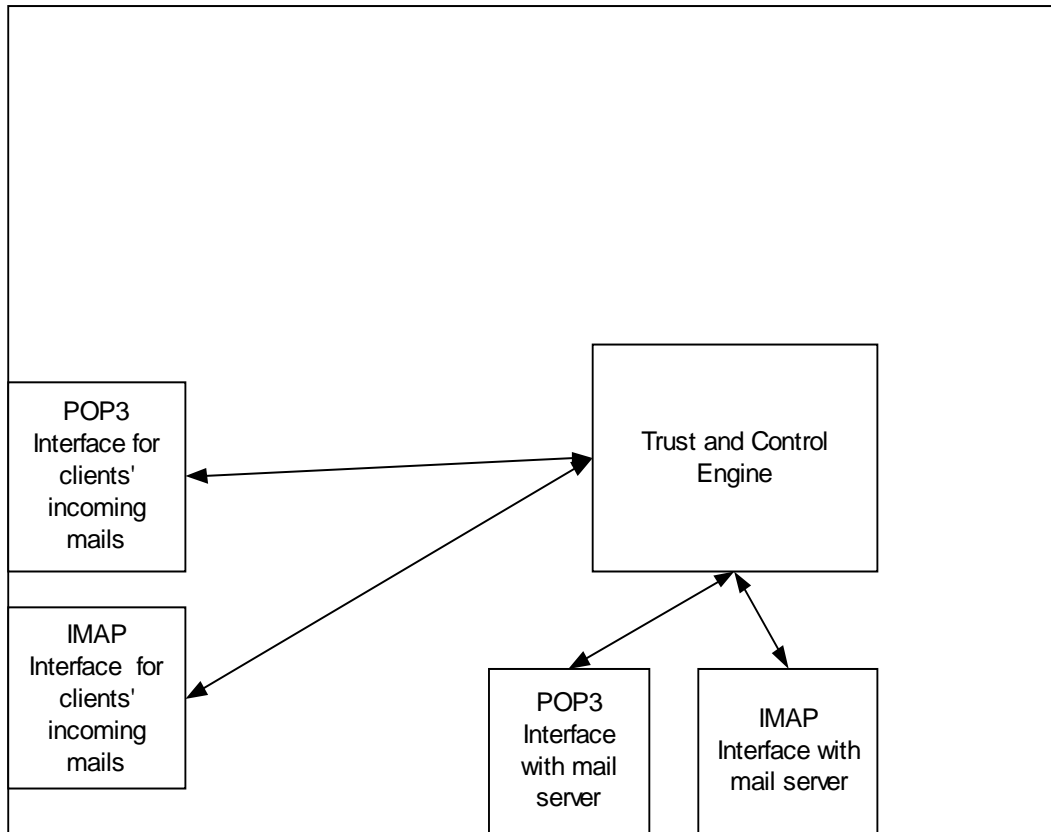 POP3
Interface for
clients'
incoming
mails
Trust and Control
Engine
IMAP
Interface for
clients'
incoming
mails
POP3
Interface
with mail
server
IMAP
Interface with
mail server